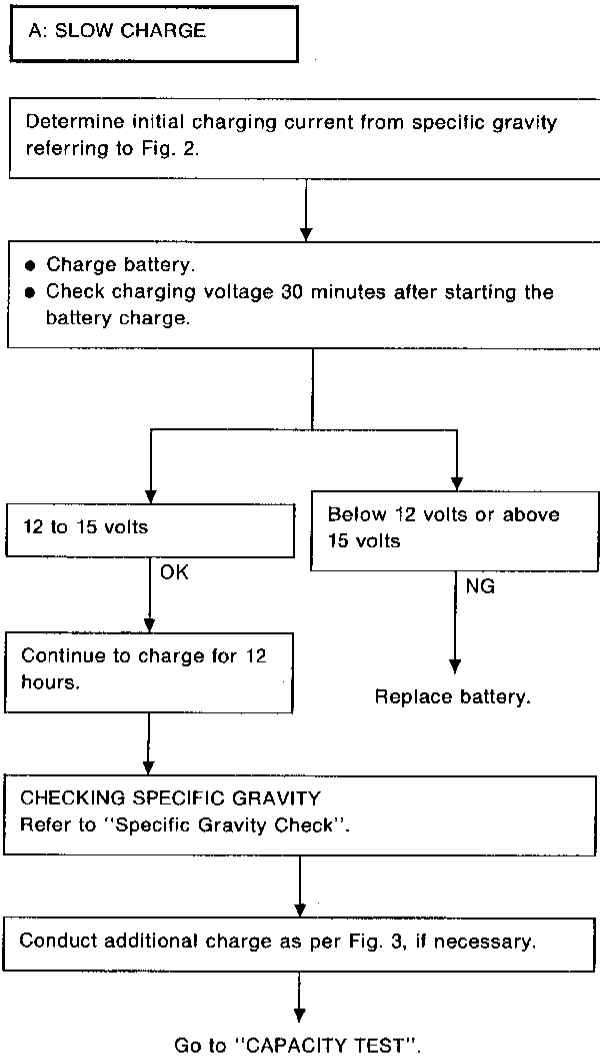 A: SLOW CHARGE
Determine initial charging current from specific gravity
referring to Fig. 2.
● Charge battery.
● Check charging voltage 30 minutes after starting the
battery charge.
12 to 15 volts
Below 12 volts or above
15 volts
OK
NG
Continue to charge for 12
hours.
Replace battery.
CHECKING SPECIFIC GRAVITY
Refer to "Specific Gravity Check".
Conduct additional charge as per Fig. 3, if necessary.
Go to "CAPACITY TEST".